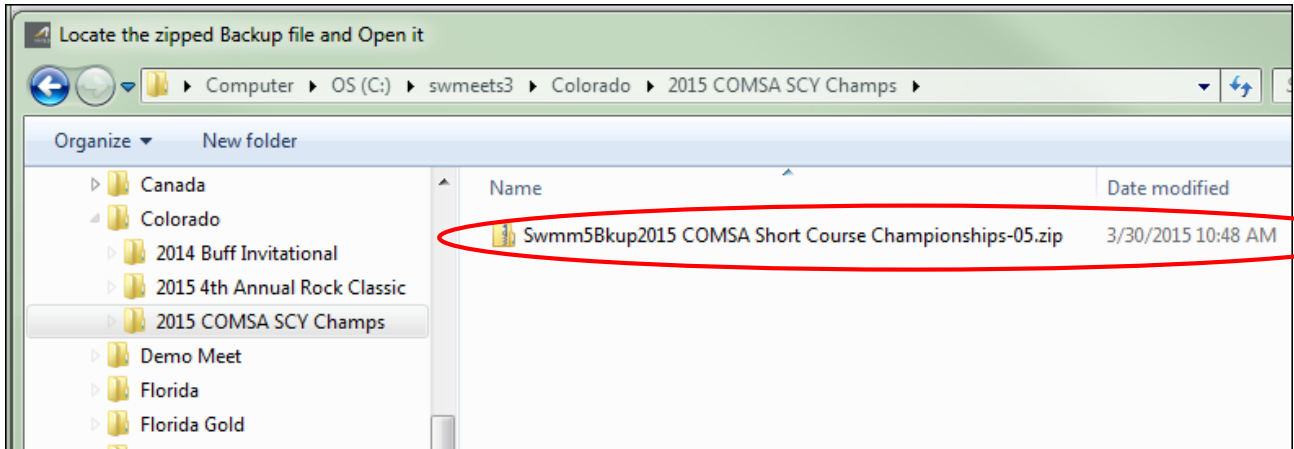 Locate the zipped Backup file and Open it
Computer OS (C:) swmeets3 Colorado 2015 COMSA SCY Champs
Organize New folder
Canada
Colorado
2014 Buff Invitational
2015 4th Annual Rock Classic
2015 COMSA SCY Champs
Demo Meet
Florida
Florida Gold
Name Date modified
Swmm5Bkup2015 COMSA Short Course Championships-05.zip 3/30/2015 10:48 AM